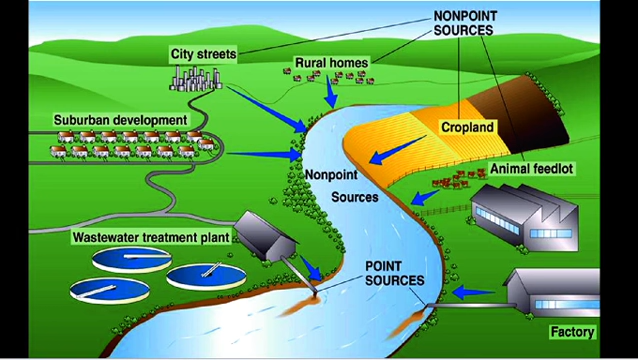 NONPOINT
SOURCES
City streets
Rural homes
Suburban development
Cropland
Nonpoint
Sources
Animal feedlot
Wastewater treatment plant
POINT
SOURCES
Factory